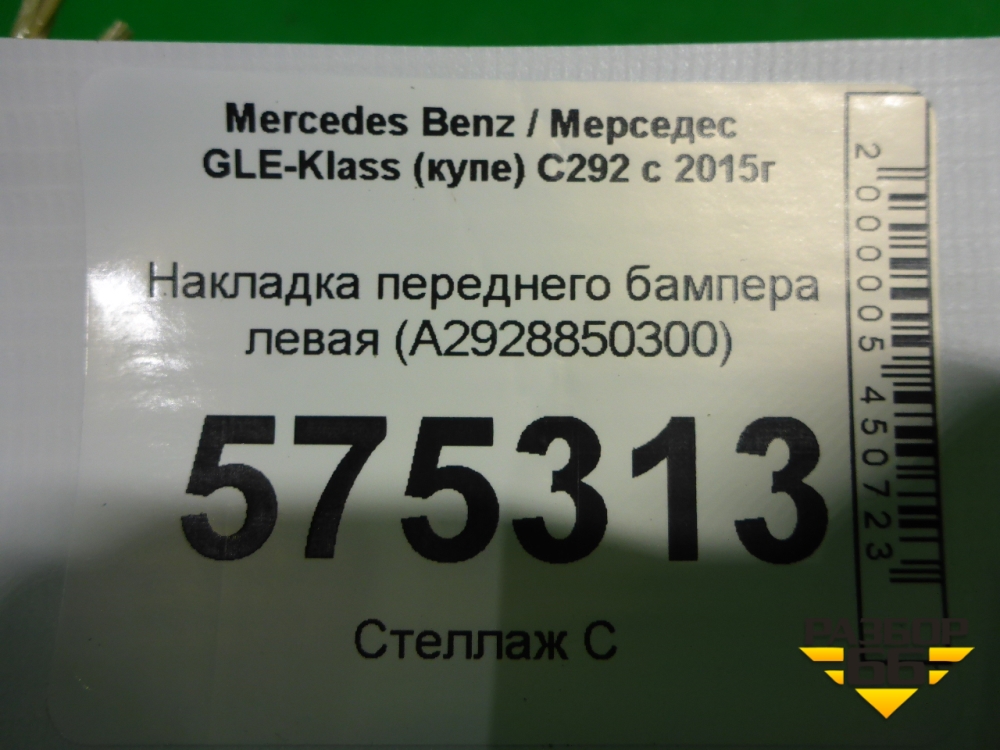 Mercedes Benz / Мерседес
GLE-Klass (купе) C292 с 2015г
Накладка переднего бампера
левая (A2928850300)
575313
Стеллаж С
2000005450723
РАЗБОР
66